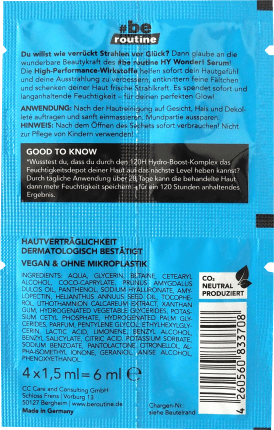 #be
routine
Du willst wie verrückt Strahlen vor Glück? Dann glaube an die
wunderbare Beautykraft des #be routine HY Wonder! Serum!
Die High-Performance-Wirkstoffe helfen sofort dein Hautgefühl
und deine Ausstrahlung zu verbessern, entknittern feine Fältchen
und schenken deiner Haut frische Strahlkraft. Es spendet sofort und
langanhaltende Feuchtigkeit – für deinen perfekten Glow!
ANWENDUNG: Nach der Hautreinigung auf Gesicht, Hals und Dekol-
leté auftragen und sanft einmassieren. Mundpartie aussparen.
HINWEIS: Nach dem Öffnen des Sachets sofort verbrauchen! Nicht
zur Pflege von Kindern verwenden!
GOOD TO KNOW
*Wusstest du, dass du durch den 120H Hydro-Boost-Komplex das
Feuchtigkeitsdepot deiner Haut auf das nächste Level heben kannst?
Durch tägliche Anwendung über 28 Tage kann die behandelte Haut
dann mehr Feuchtigkeit speichern – für ein 120 Stunden anhaltendes
Ergebnis.
HAUTVERTRÄGLICHKEIT
DERMATOLOGISCH BESTÄTIGT
VEGAN & OHNE MIKROPLASTIK
INGREDIENTS: AQUA, GLYCERIN, BETAINE, CETEARYL
ALCOHOL, COCO-CAPRYLATE, PRUNUS AMYGDALUS
DULCIS OIL, PANTHENOL, SODIUM HYALURONATE, AMY-
LOPECTIN, HELIANTHUS ANNUUS SEED OIL, TOCOPHE-
ROL, LITHOTHAMNION CALCAREUM EXTRACT, XANTHAN
GUM, HYDROGENATED VEGETABLE GLYCERIDES, POTAS-
SIUM CETYL PHOSPHATE, HYDROGENATED PALM GLY-
CERIDES, PARFUM, PENTYLENE GLYCOL, ETHYLHEXYLGLY-
CERIN, LACTIC ACID, LIMONENE, BENZYL ALCOHOL,
BENZYL SALICYLATE, CITRIC ACID, POTASSIUM SORBATE,
SODIUM BENZOATE, PANTOLACTONE, CITRONELLOL, AL-
PHA-ISOMETHYL IONONE, GERANIOL, ANISE ALCOHOL,
PHENOXYETHANOL
4 x 1,5 ml = 6 ml ℮
CC Care and Consulting GmbH
Schloss Frens | Vorburg 13
50127 Bergheim | www.beroutine.de
Made in Germany
CO₂
NEUTRAL
PRODUZIERT
4 260560 833708
Chargen-Nr.:
siehe Beutelrand